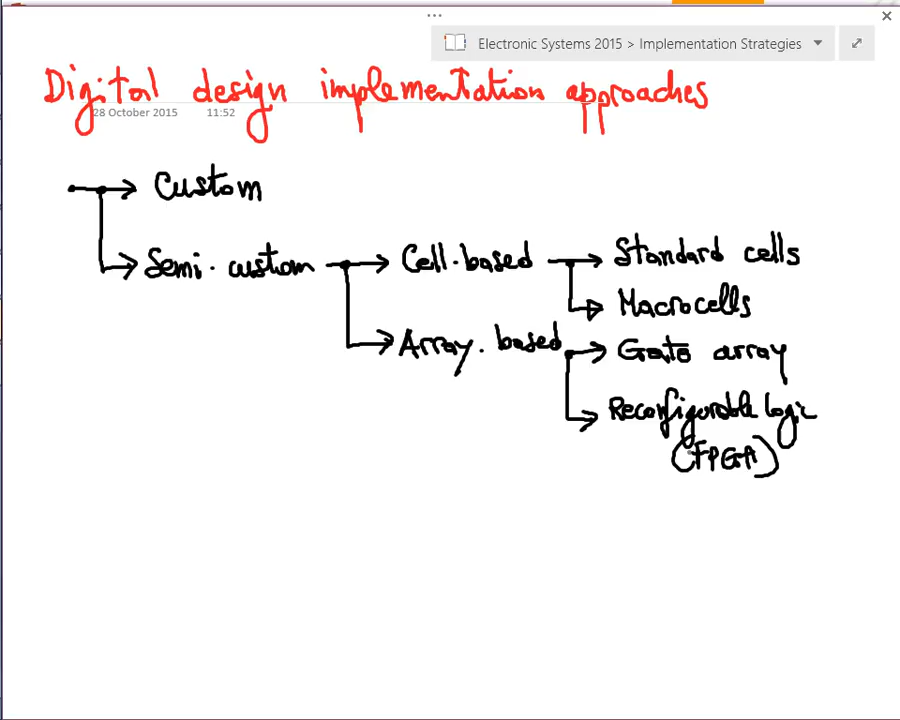 Electronic Systems 2015 > Implementation Strategies
Digital design implementation approaches
28 October 2015 11:52
Custom
Semi-custom
Cell-based
Standard cells
Macrocells
Array-based
Gate array
Reconfigurable logic
(FPGA)